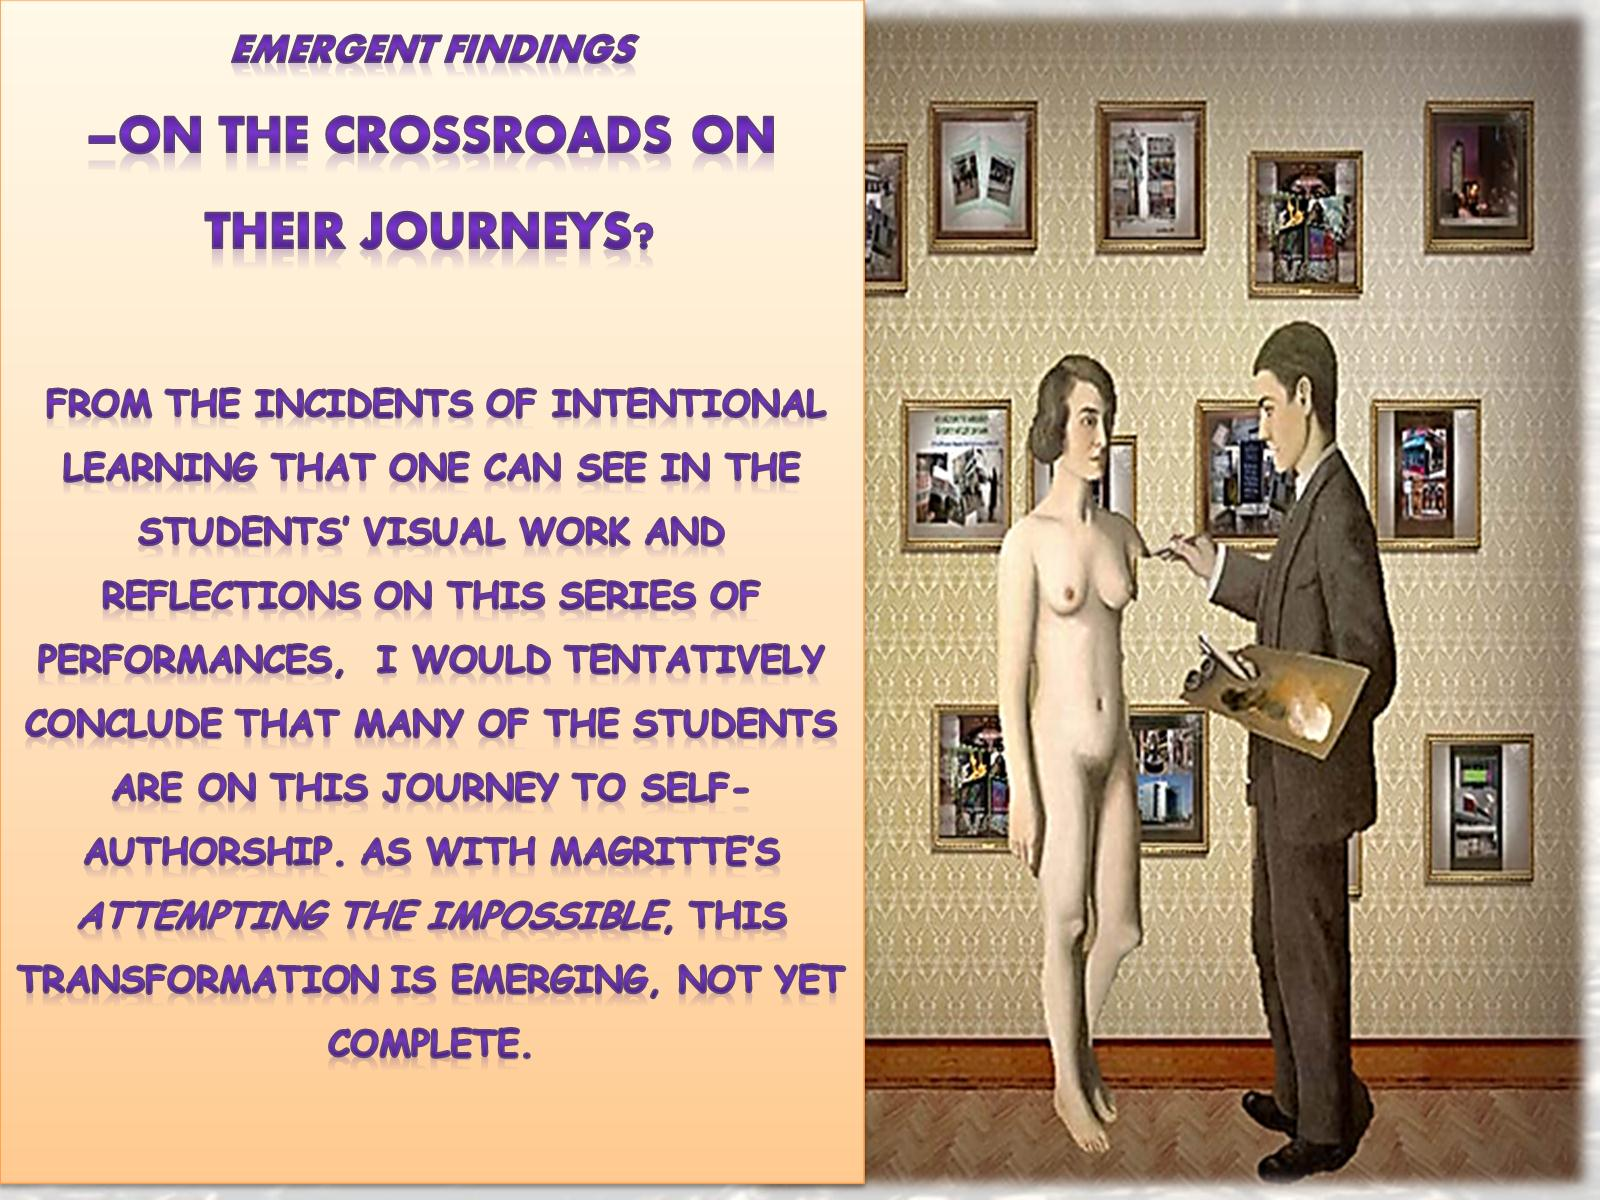 EMERGENT FINDINGS
–ON THE CROSSROADS ON
THEIR JOURNEYS?
FROM THE INCIDENTS OF INTENTIONAL
LEARNING THAT ONE CAN SEE IN THE
STUDENTS’ VISUAL WORK AND
REFLECTIONS ON THIS SERIES OF
PERFORMANCES, I WOULD TENTATIVELY
CONCLUDE THAT MANY OF THE STUDENTS
ARE ON THIS JOURNEY TO SELF-
AUTHORSHIP. AS WITH MAGRITTE’S
ATTEMPTING THE IMPOSSIBLE, THIS
TRANSFORMATION IS EMERGING, NOT YET
COMPLETE.